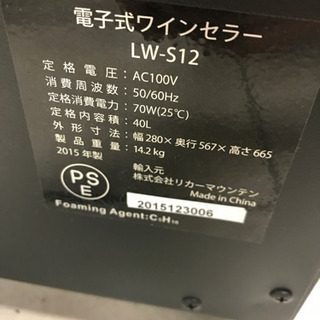 電子式ワインセラー
LW-S12
定格電圧：AC100V
消費周波数：50/60Hz
定格消費電力：70W(25℃)
定格内容積：40L
外形寸法：幅280×奥行567×高さ665
製品重量：14.2kg
2015年製
輸入元
株式会社リカーマウンテン
Made in China
PS
E
2015123006
Foaming Agent:C₅H₁₀